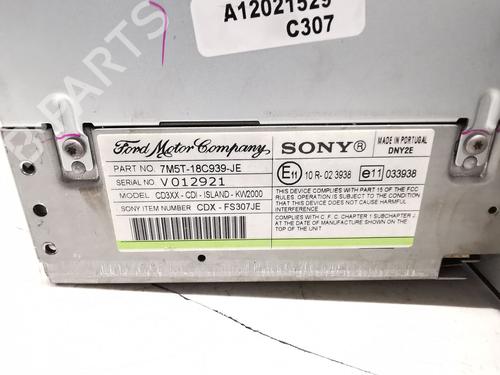 A12021529
C307
Ford Motor Company
SONY®
MADE IN PORTUGAL
DNY2E
PART NO. 7M5T-18C939-JE
SERIAL NO V 012921
MODEL CD3XX - CDI - ISLAND - KW2000
SONY ITEM NUMBER CDX - FS307JE
E11 10 R- 02 3938
e11 033938
THIS DEVICE COMPLIES WITH PART 15 OF THE FCC
RULES. OPERATION IS SUBJECT TO THE CONDITION
THAT THIS DEVICE DOES NOT CAUSE HARMFUL
INTERFERENCE
COMPLIES WITH C. F. C. CHAPTER 1 SUBCHAPTER J
AT THE DATE OF MANUFACTURE AS SHOWN ON THE
TOP OF THE UNIT
B-PARTS